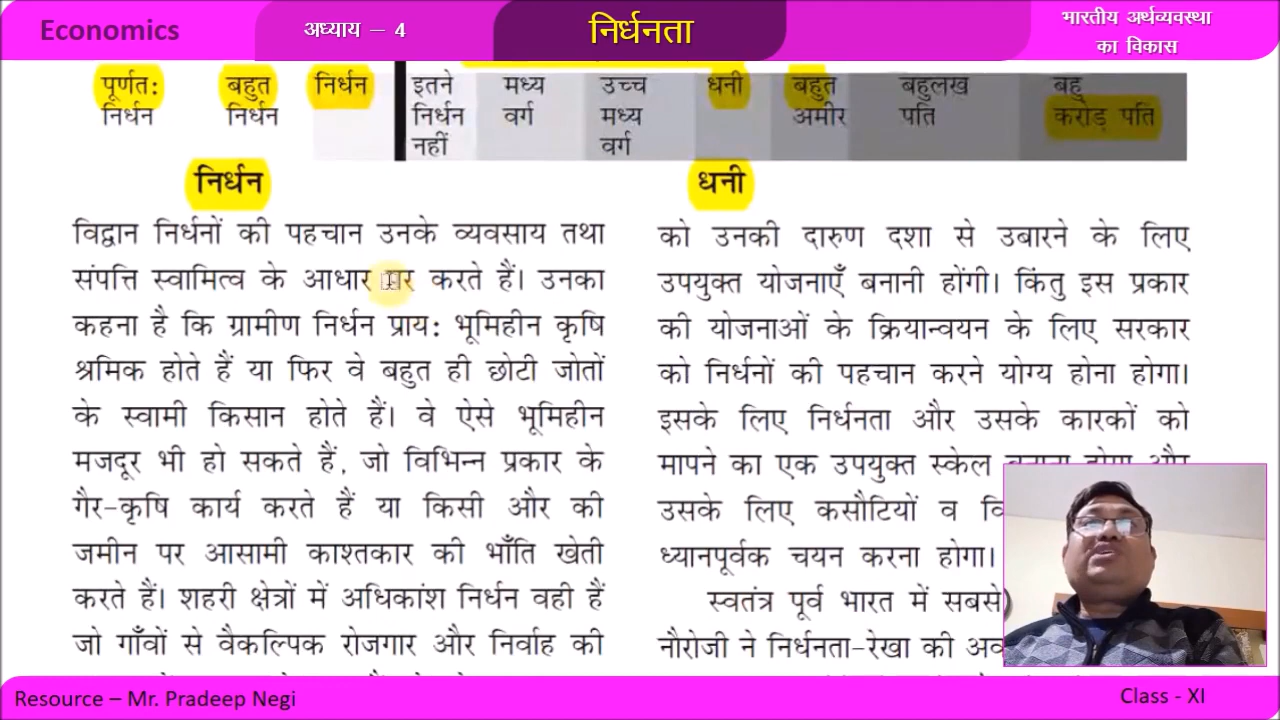 Economics
अध्याय – 4
निर्धनता
भारतीय अर्थव्यवस्था
का विकास
पूर्णत: बहुत निर्धन इतने मध्य उच्च धनी बहुत बहुलख बहु
निर्धन निर्धन निर्धन वर्ग मध्य अमीर पति करोड़ पति
नहीं वर्ग
निर्धन
विद्वान निर्धनों की पहचान उनके व्यवसाय तथा
संपत्ति स्वामित्व के आधार पर करते हैं। उनका
कहना है कि ग्रामीण निर्धन प्राय: भूमिहीन कृषि
श्रमिक होते हैं या फिर वे बहुत ही छोटी जोतों
के स्वामी किसान होते हैं। वे ऐसे भूमिहीन
मजदूर भी हो सकते हैं, जो विभिन्न प्रकार के
गैर-कृषि कार्य करते हैं या किसी और की
जमीन पर आसामी काश्तकार की भाँति खेती
करते हैं। शहरी क्षेत्रों में अधिकांश निर्धन वही हैं
जो गाँवों से वैकल्पिक रोजगार और निर्वाह की
धनी
को उनकी दारुण दशा से उबारने के लिए
उपयुक्त योजनाएँ बनानी होंगी। किंतु इस प्रकार
की योजनाओं के क्रियान्वयन के लिए सरकार
को निर्धनों की पहचान करने योग्य होना होगा।
इसके लिए निर्धनता और उसके कारकों को
मापने का एक उपयुक्त स्केल
उसके लिए कसौटियों व
ध्यानपूर्वक चयन करना होगा।
स्वतंत्र पूर्व भारत में सबसे
नौरोजी ने निर्धनता-रेखा की
Resource – Mr. Pradeep Negi
Class - XI